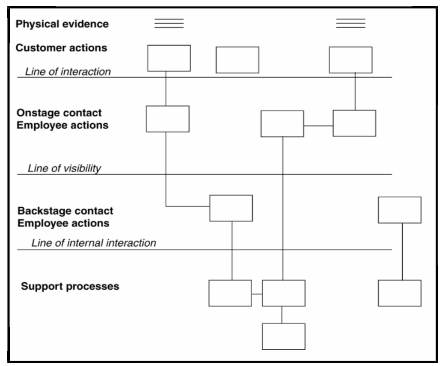 Physical evidence
Customer actions
Line of interaction
Onstage contact
Employee actions
Line of visibility
Backstage contact
Employee actions
Line of internal interaction
Support processes